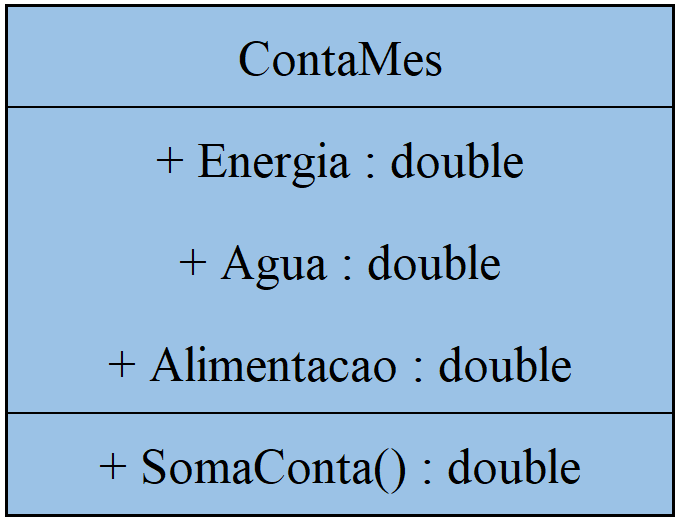 ContaMes
+ Energia : double
+ Agua : double
+ Alimentacao : double
+ SomaConta() : double